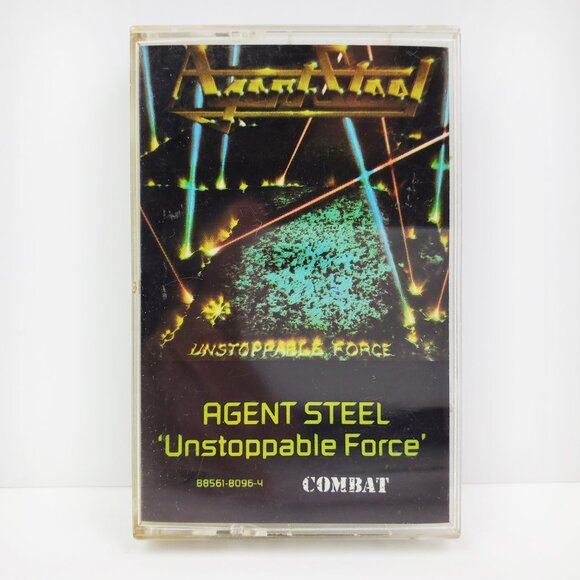 Agent Steel
UNSTOPPABLE FORCE
AGENT STEEL
'Unstoppable Force'
88561-8096-4 COMBAT